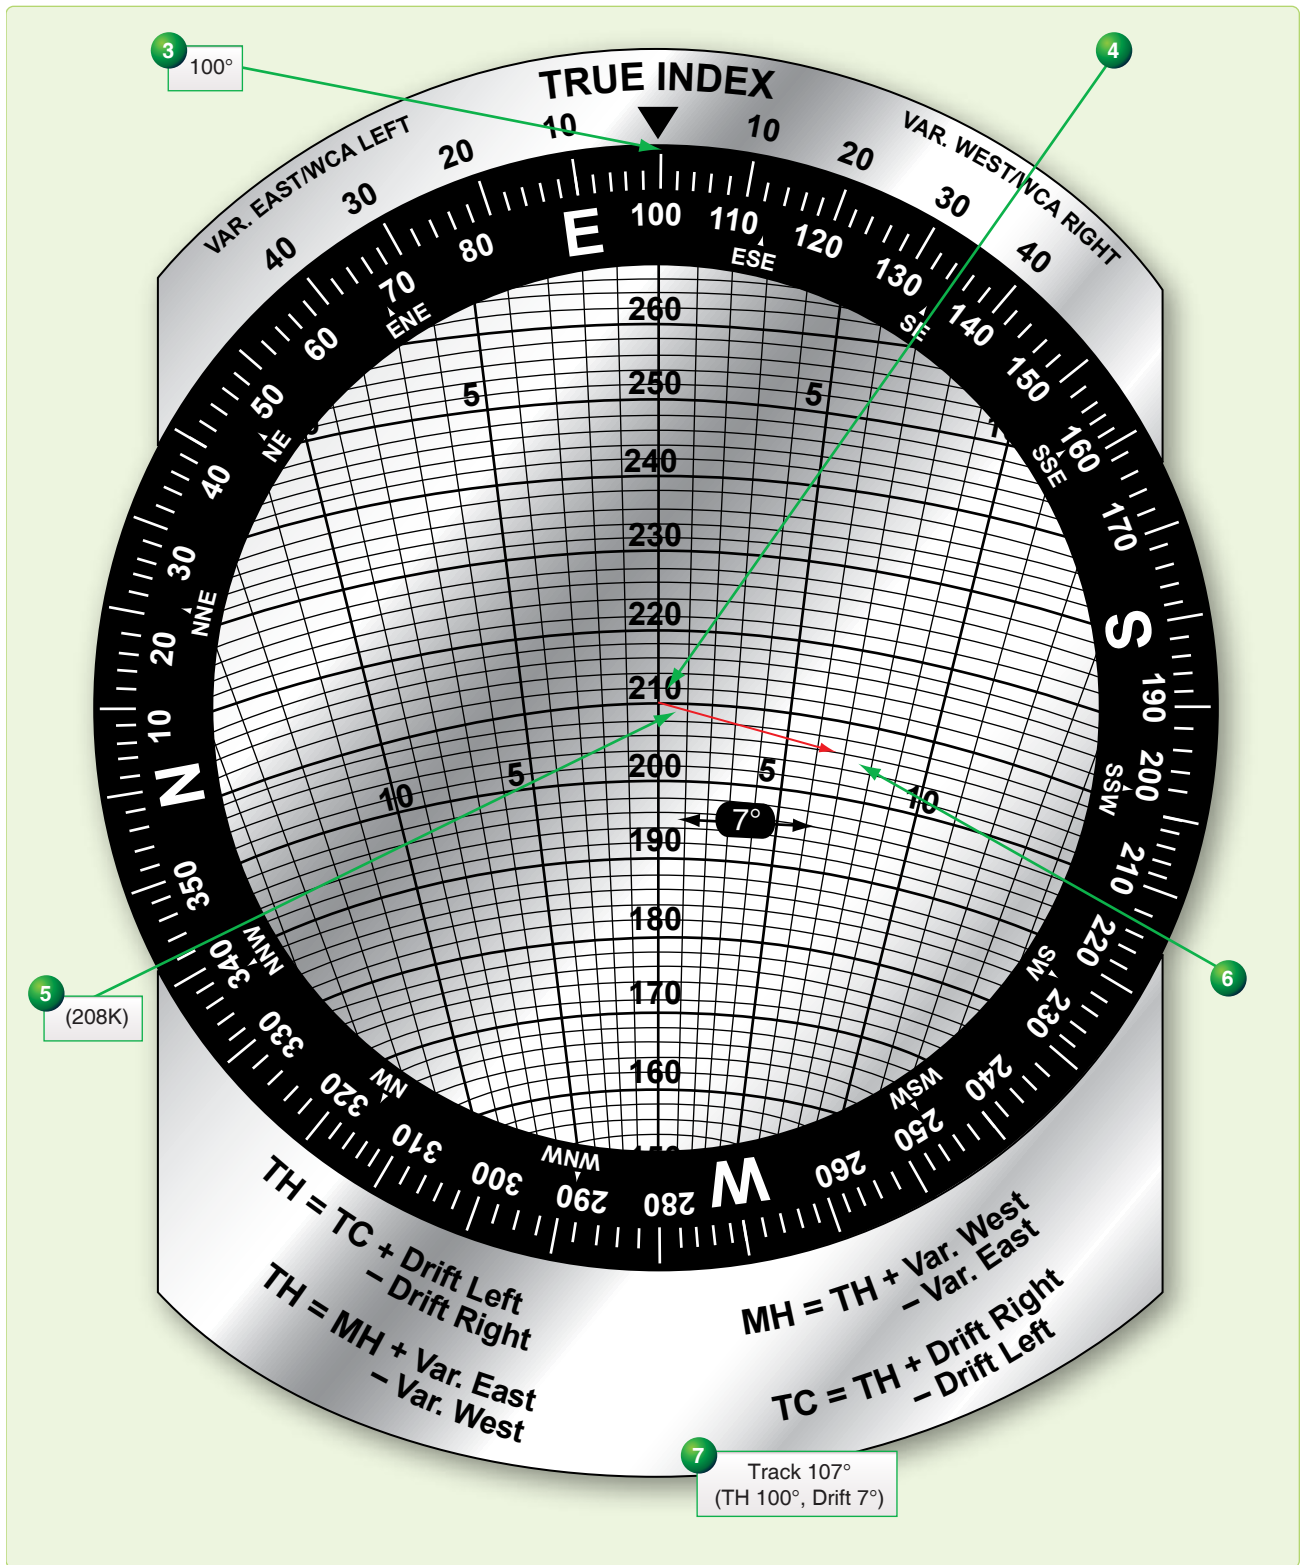 3
100°
4
TRUE INDEX
VAR. EAST/WCA LEFT
VAR. WEST/WCA RIGHT
40
30
20
10
10
20
30
40
E
100
110
ESE
120
130
SE
140
150
160
SSE
170
S
190
200
SSW
210
220
SW
230
240
WSW
250
260
W
280
290
WNW
300
310
320
NW
330
340
NNW
350
N
10
20
NNE
30
40
NE
50
60
70
ENE
80
260
5
250
5
240
230
220
210
200
5
5
10
10
7°
190
180
170
160
5
(208K)
6
TH = TC + Drift Left
– Drift Right
TH = MH + Var. East
– Var. West
MH = TH + Var. West
– Var. East
TC = TH + Drift Right
– Drift Left
7
Track 107°
(TH 100°, Drift 7°)